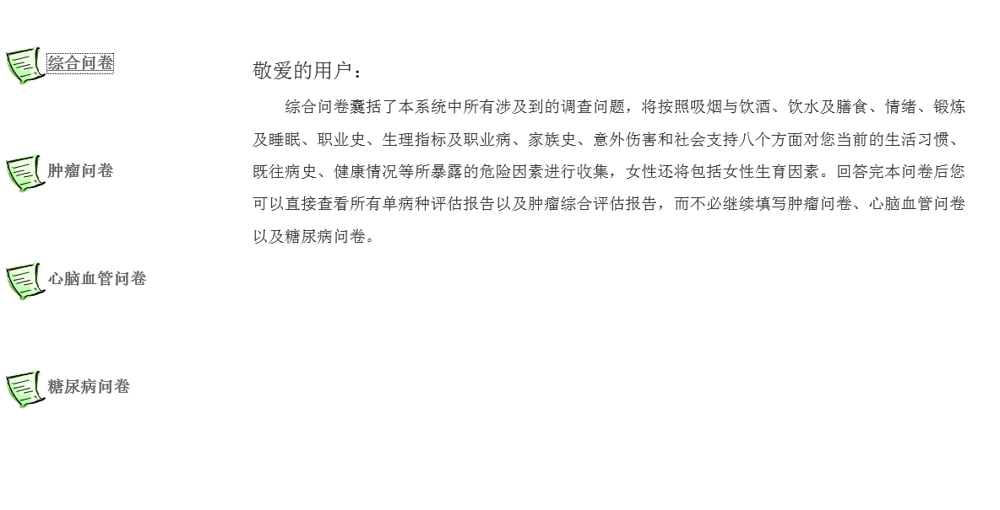 综合问卷
肿瘤问卷
心脑血管问卷
糖尿病问卷
敬爱的用户：
综合问卷囊括了本系统中所有涉及到的调查问题，将按照吸烟与饮酒、饮水及膳食、情绪、锻炼
及睡眠、职业史、生理指标及职业病、家族史、意外伤害和社会支持八个方面对您当前的生活习惯、
既往病史、健康情况等所暴露的危险因素进行收集，女性还将包括女性生育因素。回答完本问卷后您
可以直接查看所有单病种评估报告以及肿瘤综合评估报告，而不必继续填写肿瘤问卷、心脑血管问卷
以及糖尿病问卷。